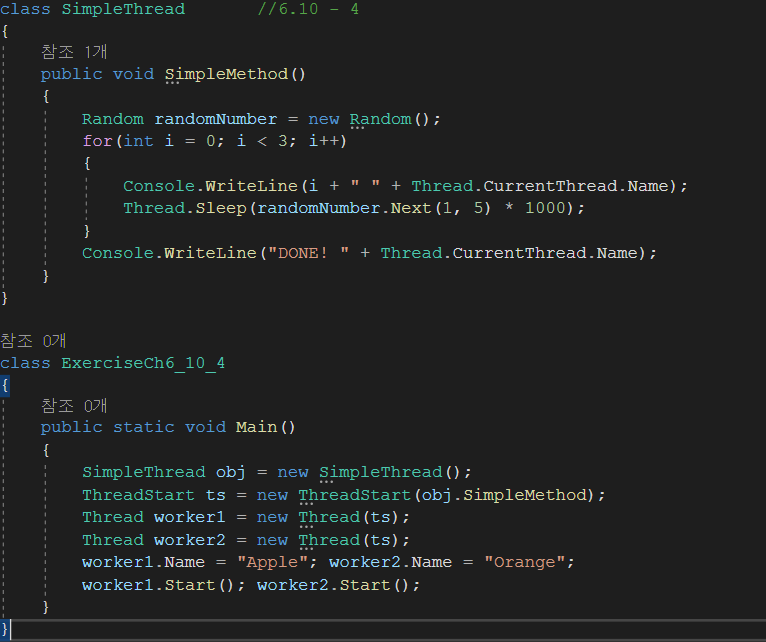 class SimpleThread //6.10 - 4
{
참조 1개
public void SimpleMethod()
{
Random randomNumber = new Random();
for(int i = 0; i < 3; i++)
{
Console.WriteLine(i + " " + Thread.CurrentThread.Name);
Thread.Sleep(randomNumber.Next(1, 5) * 1000);
}
Console.WriteLine("DONE! " + Thread.CurrentThread.Name);
}
}
참조 0개
class ExerciseCh6_10_4
{
참조 0개
public static void Main()
{
SimpleThread obj = new SimpleThread();
ThreadStart ts = new ThreadStart(obj.SimpleMethod);
Thread worker1 = new Thread(ts);
Thread worker2 = new Thread(ts);
worker1.Name = "Apple"; worker2.Name = "Orange";
worker1.Start(); worker2.Start();
}
}